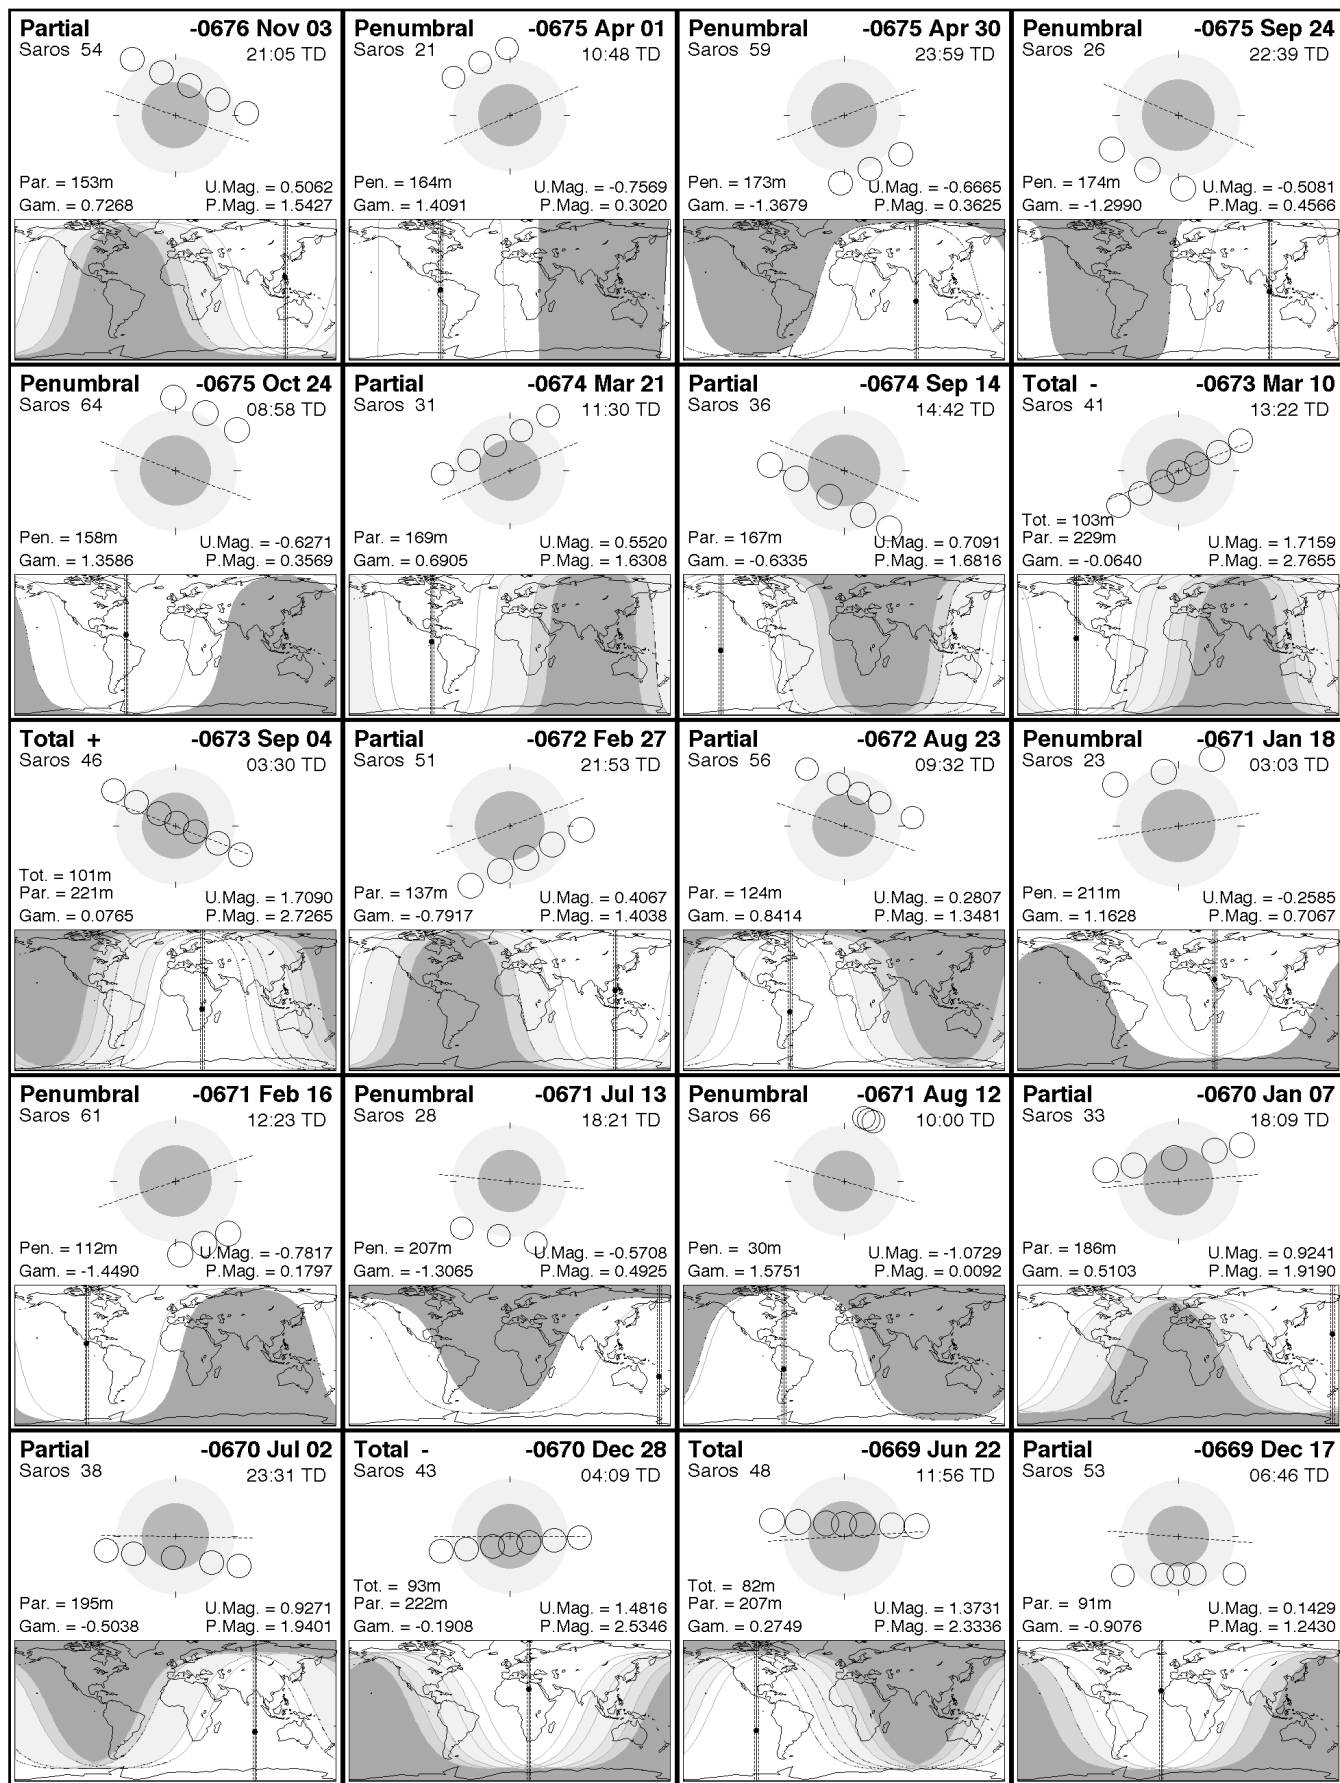 Partial -0676 Nov 03
Saros 54 21:05 TD
Par. = 153m U.Mag. = 0.5062
Gam. = 0.7268 P.Mag. = 1.5427
Penumbral -0675 Apr 01
Saros 21 10:48 TD
Pen. = 164m U.Mag. = -0.7569
Gam. = 1.4091 P.Mag. = 0.3020
Penumbral -0675 Apr 30
Saros 59 23:59 TD
Pen. = 173m U.Mag. = -0.6665
Gam. = -1.3679 P.Mag. = 0.3625
Penumbral -0675 Sep 24
Saros 26 22:39 TD
Pen. = 174m U.Mag. = -0.5081
Gam. = -1.2990 P.Mag. = 0.4566
Penumbral -0675 Oct 24
Saros 64 08:58 TD
Pen. = 158m U.Mag. = -0.6271
Gam. = 1.3586 P.Mag. = 0.3569
Partial -0674 Mar 21
Saros 31 11:30 TD
Par. = 169m U.Mag. = 0.5520
Gam. = 0.6905 P.Mag. = 1.6308
Partial -0674 Sep 14
Saros 36 14:42 TD
Par. = 167m U.Mag. = 0.7091
Gam. = -0.6335 P.Mag. = 1.6816
Total - -0673 Mar 10
Saros 41 13:22 TD
Tot. = 103m
Par. = 229m U.Mag. = 1.7159
Gam. = -0.0640 P.Mag. = 2.7655
Total + -0673 Sep 04
Saros 46 03:30 TD
Tot. = 101m
Par. = 221m U.Mag. = 1.7090
Gam. = 0.0765 P.Mag. = 2.7265
Partial -0672 Feb 27
Saros 51 21:53 TD
Par. = 137m U.Mag. = 0.4067
Gam. = -0.7917 P.Mag. = 1.4038
Partial -0672 Aug 23
Saros 56 09:32 TD
Par. = 124m U.Mag. = 0.2807
Gam. = 0.8414 P.Mag. = 1.3481
Penumbral -0671 Jan 18
Saros 23 03:03 TD
Pen. = 211m U.Mag. = -0.2585
Gam. = 1.1628 P.Mag. = 0.7067
Penumbral -0671 Feb 16
Saros 61 12:23 TD
Pen. = 112m U.Mag. = -0.7817
Gam. = -1.4490 P.Mag. = 0.1797
Penumbral -0671 Jul 13
Saros 28 18:21 TD
Pen. = 207m U.Mag. = -0.5708
Gam. = -1.3065 P.Mag. = 0.4925
Penumbral -0671 Aug 12
Saros 66 10:00 TD
Pen. = 30m U.Mag. = -1.0729
Gam. = 1.5751 P.Mag. = 0.0092
Partial -0670 Jan 07
Saros 33 18:09 TD
Par. = 186m U.Mag. = 0.9241
Gam. = 0.5103 P.Mag. = 1.9190
Partial -0670 Jul 02
Saros 38 23:31 TD
Par. = 195m U.Mag. = 0.9271
Gam. = -0.5038 P.Mag. = 1.9401
Total - -0670 Dec 28
Saros 43 04:09 TD
Tot. = 93m
Par. = 222m U.Mag. = 1.4816
Gam. = -0.1908 P.Mag. = 2.5346
Total -0669 Jun 22
Saros 48 11:56 TD
Tot. = 82m
Par. = 207m U.Mag. = 1.3731
Gam. = 0.2749 P.Mag. = 2.3336
Partial -0669 Dec 17
Saros 53 06:46 TD
Par. = 91m U.Mag. = 0.1429
Gam. = -0.9076 P.Mag. = 1.2430